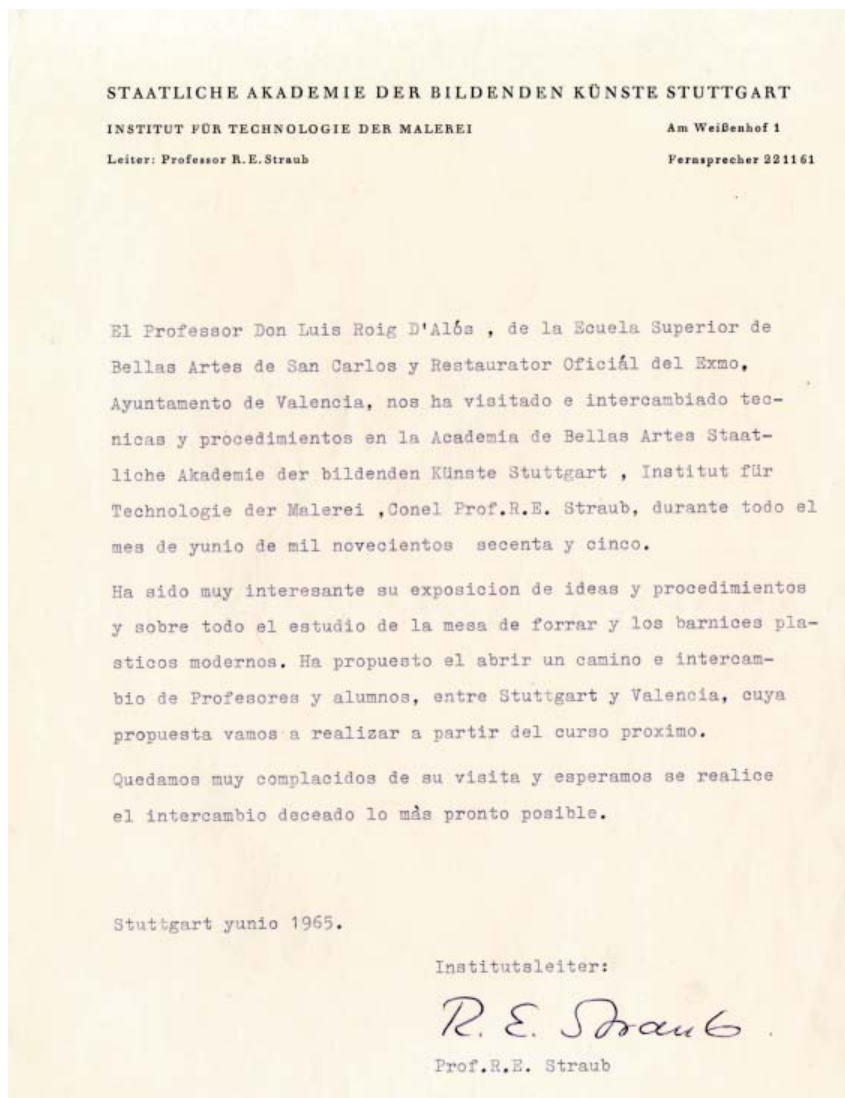 STAATLICHE AKADEMIE DER BILDENDEN KÜNSTE STUTTGART
INSTITUT FÜR TECHNOLOGIE DER MALEREI Am Weißenhof 1
Leiter: Professor R.E. Straub Fernsprecher 221161
El Professor Don Luis Roig D'Alós , de la Ecuela Superior de
Bellas Artes de San Carlos y Restaurator Oficiál del Exmo,
Ayuntamento de Valencia, nos ha visitado e intercambiado tec-
nicas y procedimientos en la Academia de Bellas Artes Staat-
liche Akademie der bildenden Künste Stuttgart , Institut für
Technologie der Malerei ,Conel Prof.R.E. Straub, durante todo el
mes de yunio de mil novecientos secenta y cinco.
Ha sido muy interesante su exposicion de ideas y procedimientos
y sobre todo el estudio de la mesa de forrar y los barnices pla-
sticos modernos. Ha propuesto el abrir un camino e intercam-
bio de Profesores y alumnos, entre Stuttgart y Valencia, cuya
propuesta vamos a realizar a partir del curso proximo.
Quedamos muy complacidos de su visita y esperamos se realice
el intercambio deceado lo màs pronto posible.
Stuttgart yunio 1965.
Institutsleiter:
R. E. Straub
Prof.R.E. Straub